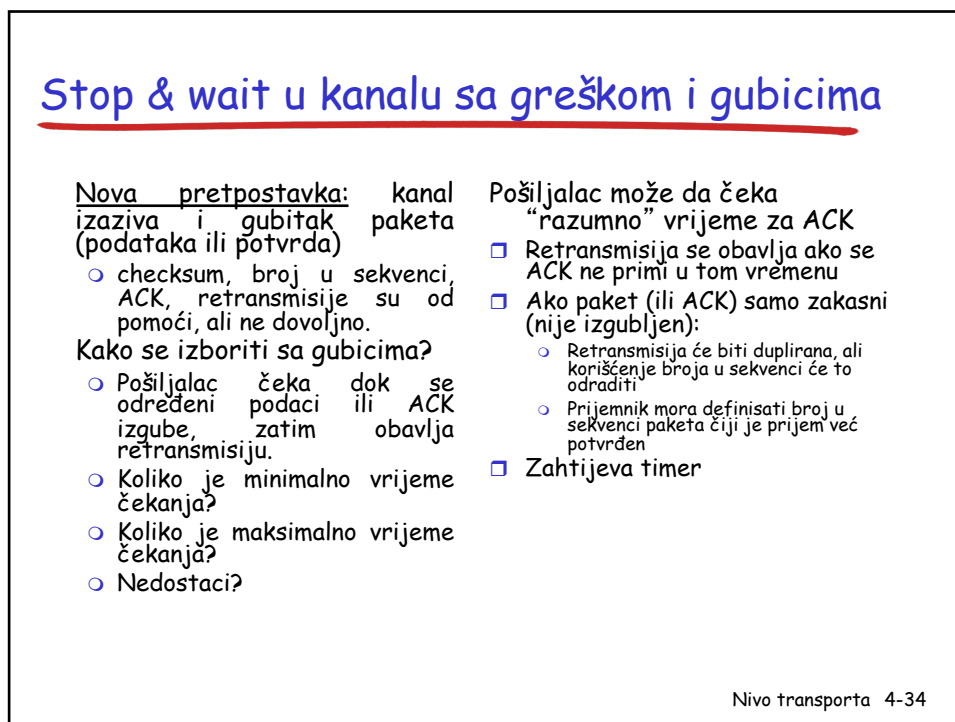 Stop & wait u kanalu sa greškom i gubicima
Nova pretpostavka: kanal
izaziva i gubitak paketa
(podataka ili potvrda)
checksum, broj u sekvenci,
ACK, retransmisije su od
pomoći, ali ne dovoljno.
Kako se izboriti sa gubicima?
Pošiljalac čeka dok se
određeni podaci ili ACK
izgube, zatim obavlja
retransmisiju.
Koliko je minimalno vrijeme
čekanja?
Koliko je maksimalno vrijeme
čekanja?
Nedostaci?
Pošiljalac može da čeka
“razumno” vrijeme za ACK
Retransmisija se obavlja ako se
ACK ne primi u tom vremenu
Ako paket (ili ACK) samo zakasni
(nije izgubljen):
Retransmisija će biti duplirana, ali
korišćenje broja u sekvenci će to
odraditi
Prijemnik mora definisati broj u
sekvenci paketa čiji je prijem već
potvrđen
Zahtijeva timer
Nivo transporta 4-34